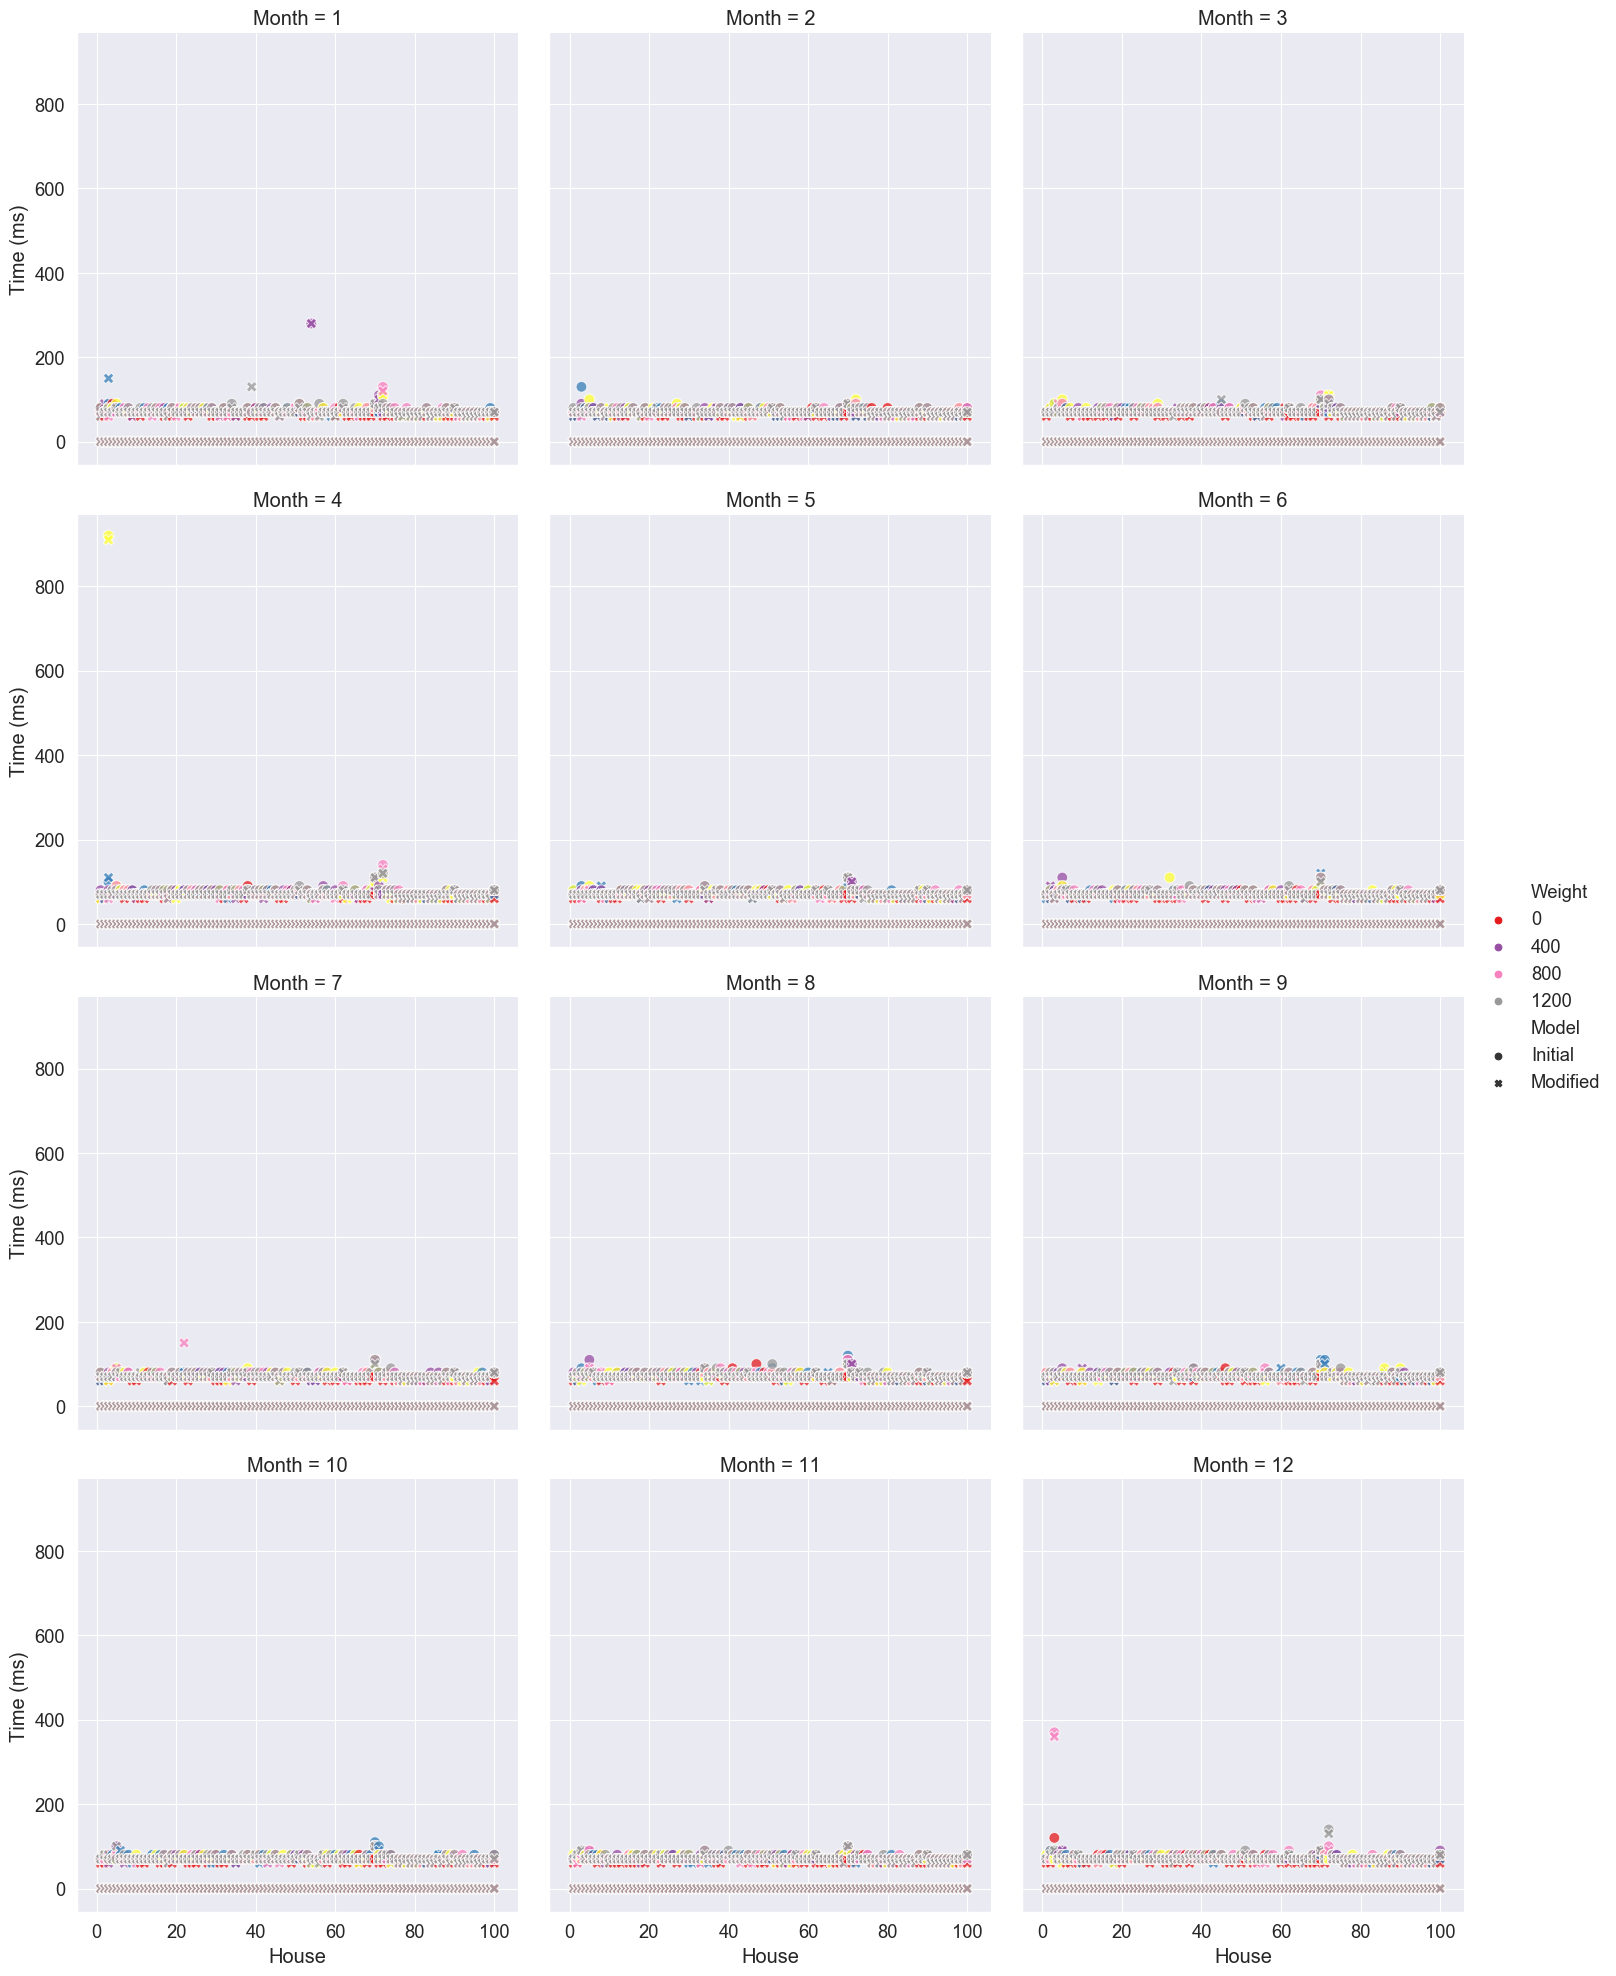 Month = 1
Month = 2
Month = 3
800
600
400
200
0
Time (ms)
Month = 4
Month = 5
Month = 6
800
600
400
200
0
Time (ms)
Month = 7
Month = 8
Month = 9
800
600
400
200
0
Time (ms)
Month = 10
Month = 11
Month = 12
800
600
400
200
0
Time (ms)
0 20 40 60 80 100
0 20 40 60 80 100
0 20 40 60 80 100
House
House
House
Weight
0
400
800
1200
Model
Initial
Modified